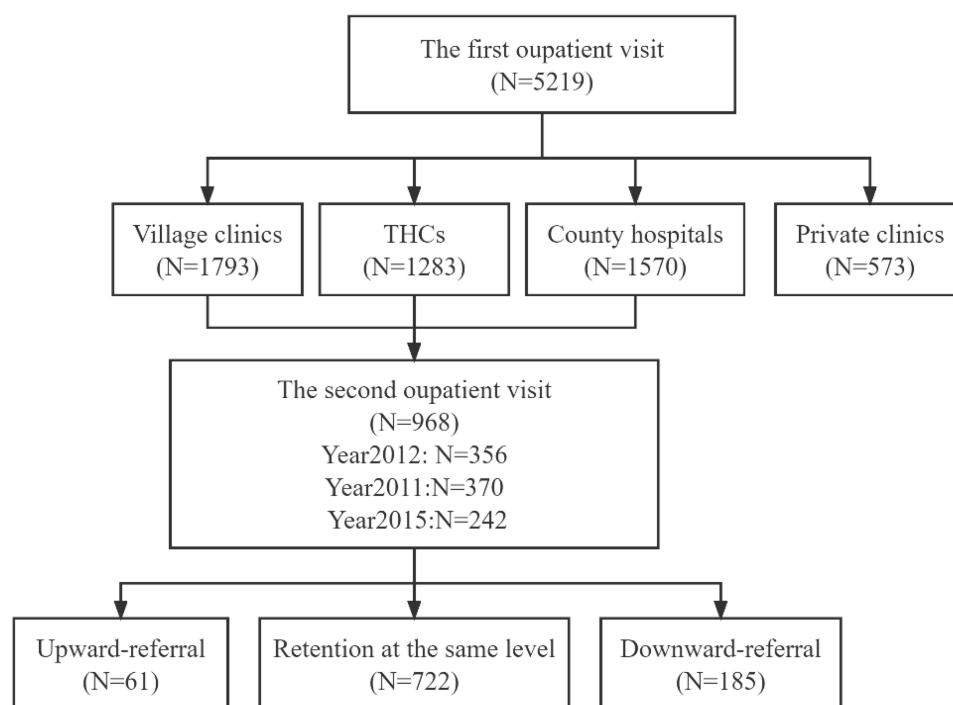 The first oupatient visit
(N=5219)
Village clinics
(N=1793)
THCs
(N=1283)
County hospitals
(N=1570)
Private clinics
(N=573)
The second oupatient visit
(N=968)
Year2012: N=356
Year2011:N=370
Year2015:N=242
Upward-referral
(N=61)
Retention at the same level
(N=722)
Downward-referral
(N=185)